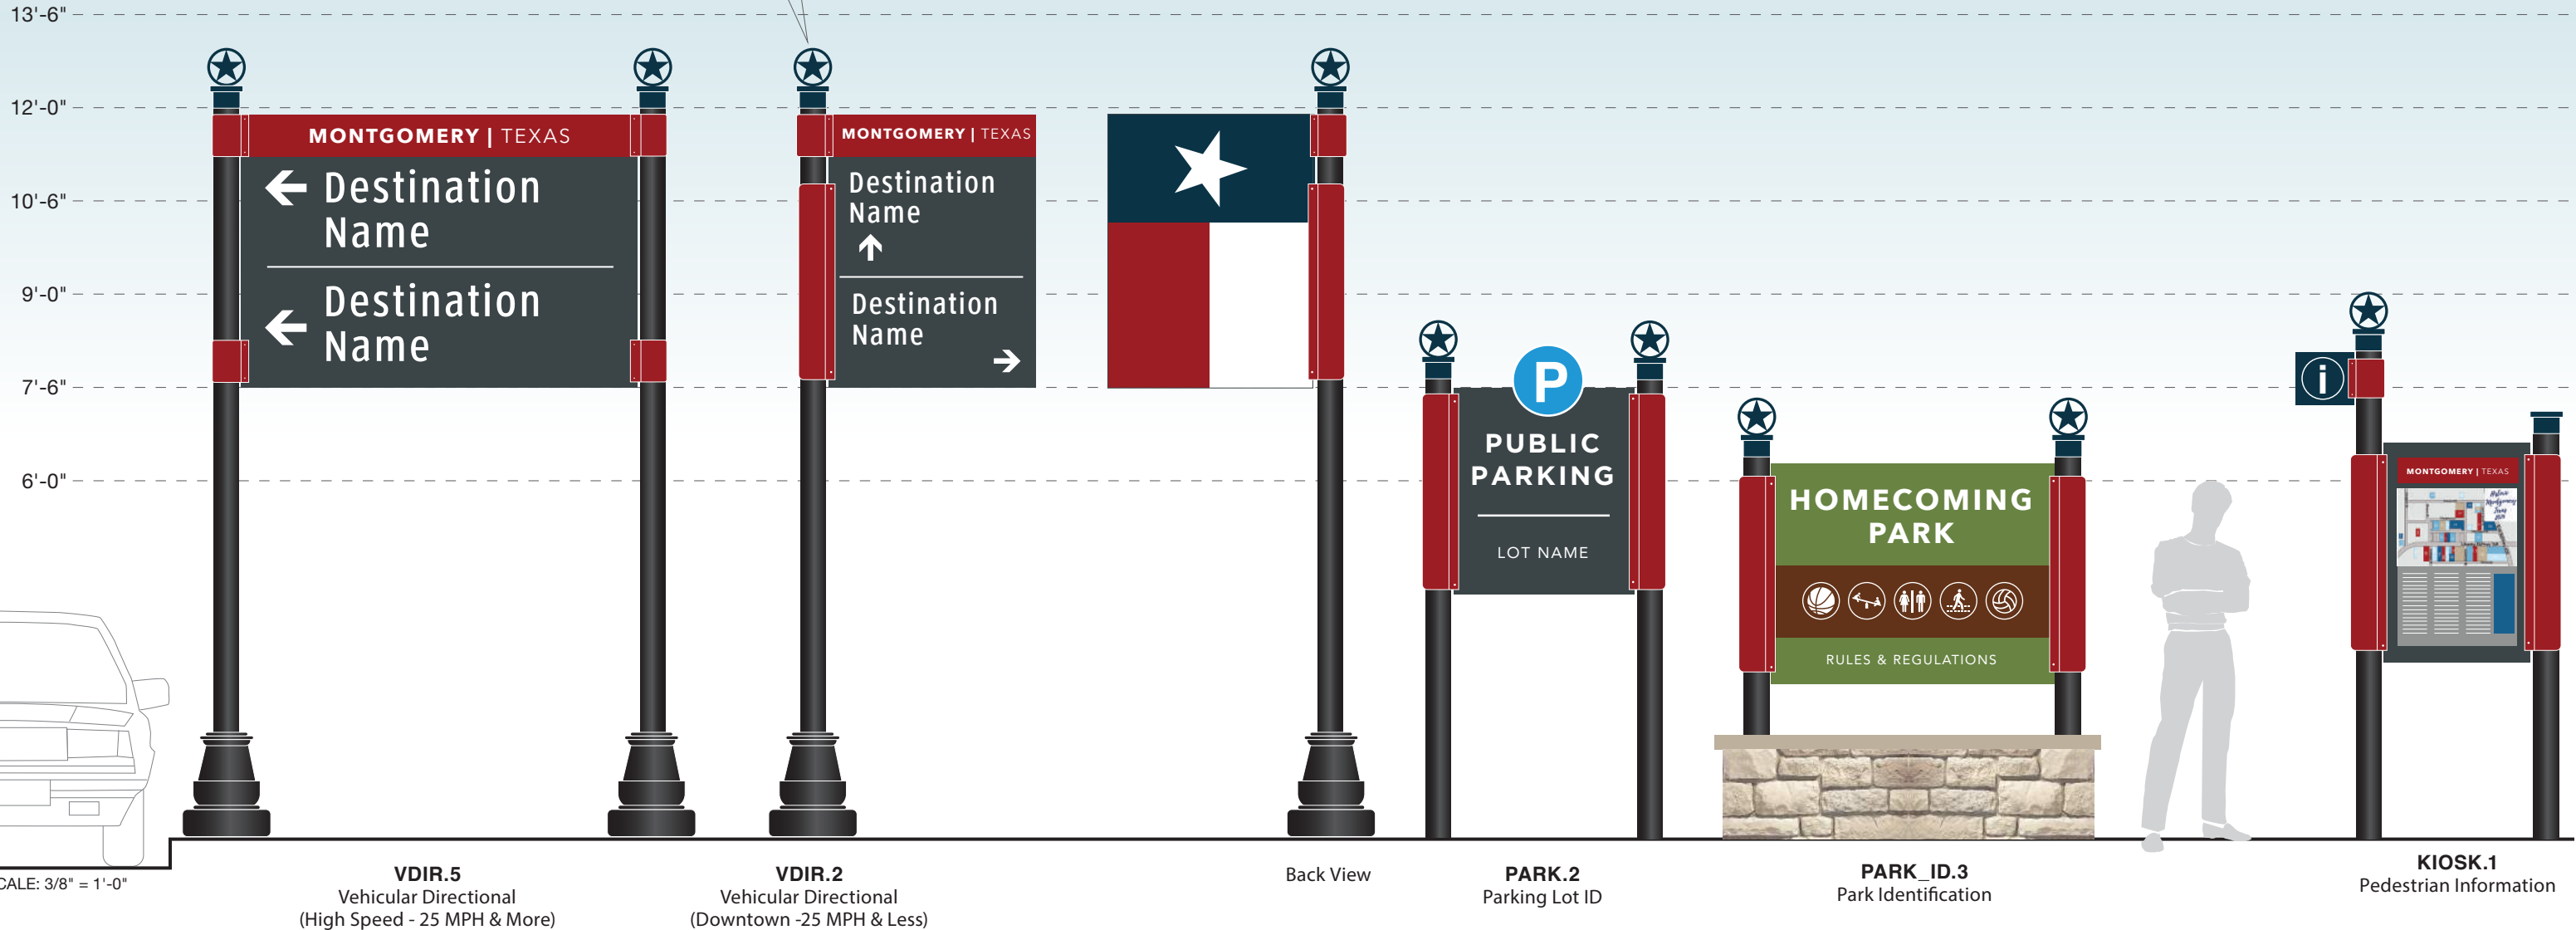 13'-6"
12'-0"
10'-6"
9'-0"
7'-6"
6'-0"
MONTGOMERY | TEXAS
Destination
Name
Destination
Name
MONTGOMERY | TEXAS
Destination
Name
Destination
Name
P
PUBLIC
PARKING
LOT NAME
HOMECOMING
PARK
RULES & REGULATIONS
i
MONTGOMERY | TEXAS
Historic
Montgomery
Texas
CALE: 3/8" = 1'-0"
VDIR.5
Vehicular Directional
(High Speed - 25 MPH & More)
VDIR.2
Vehicular Directional
(Downtown -25 MPH & Less)
Back View
PARK.2
Parking Lot ID
PARK_ID.3
Park Identification
KIOSK.1
Pedestrian Information